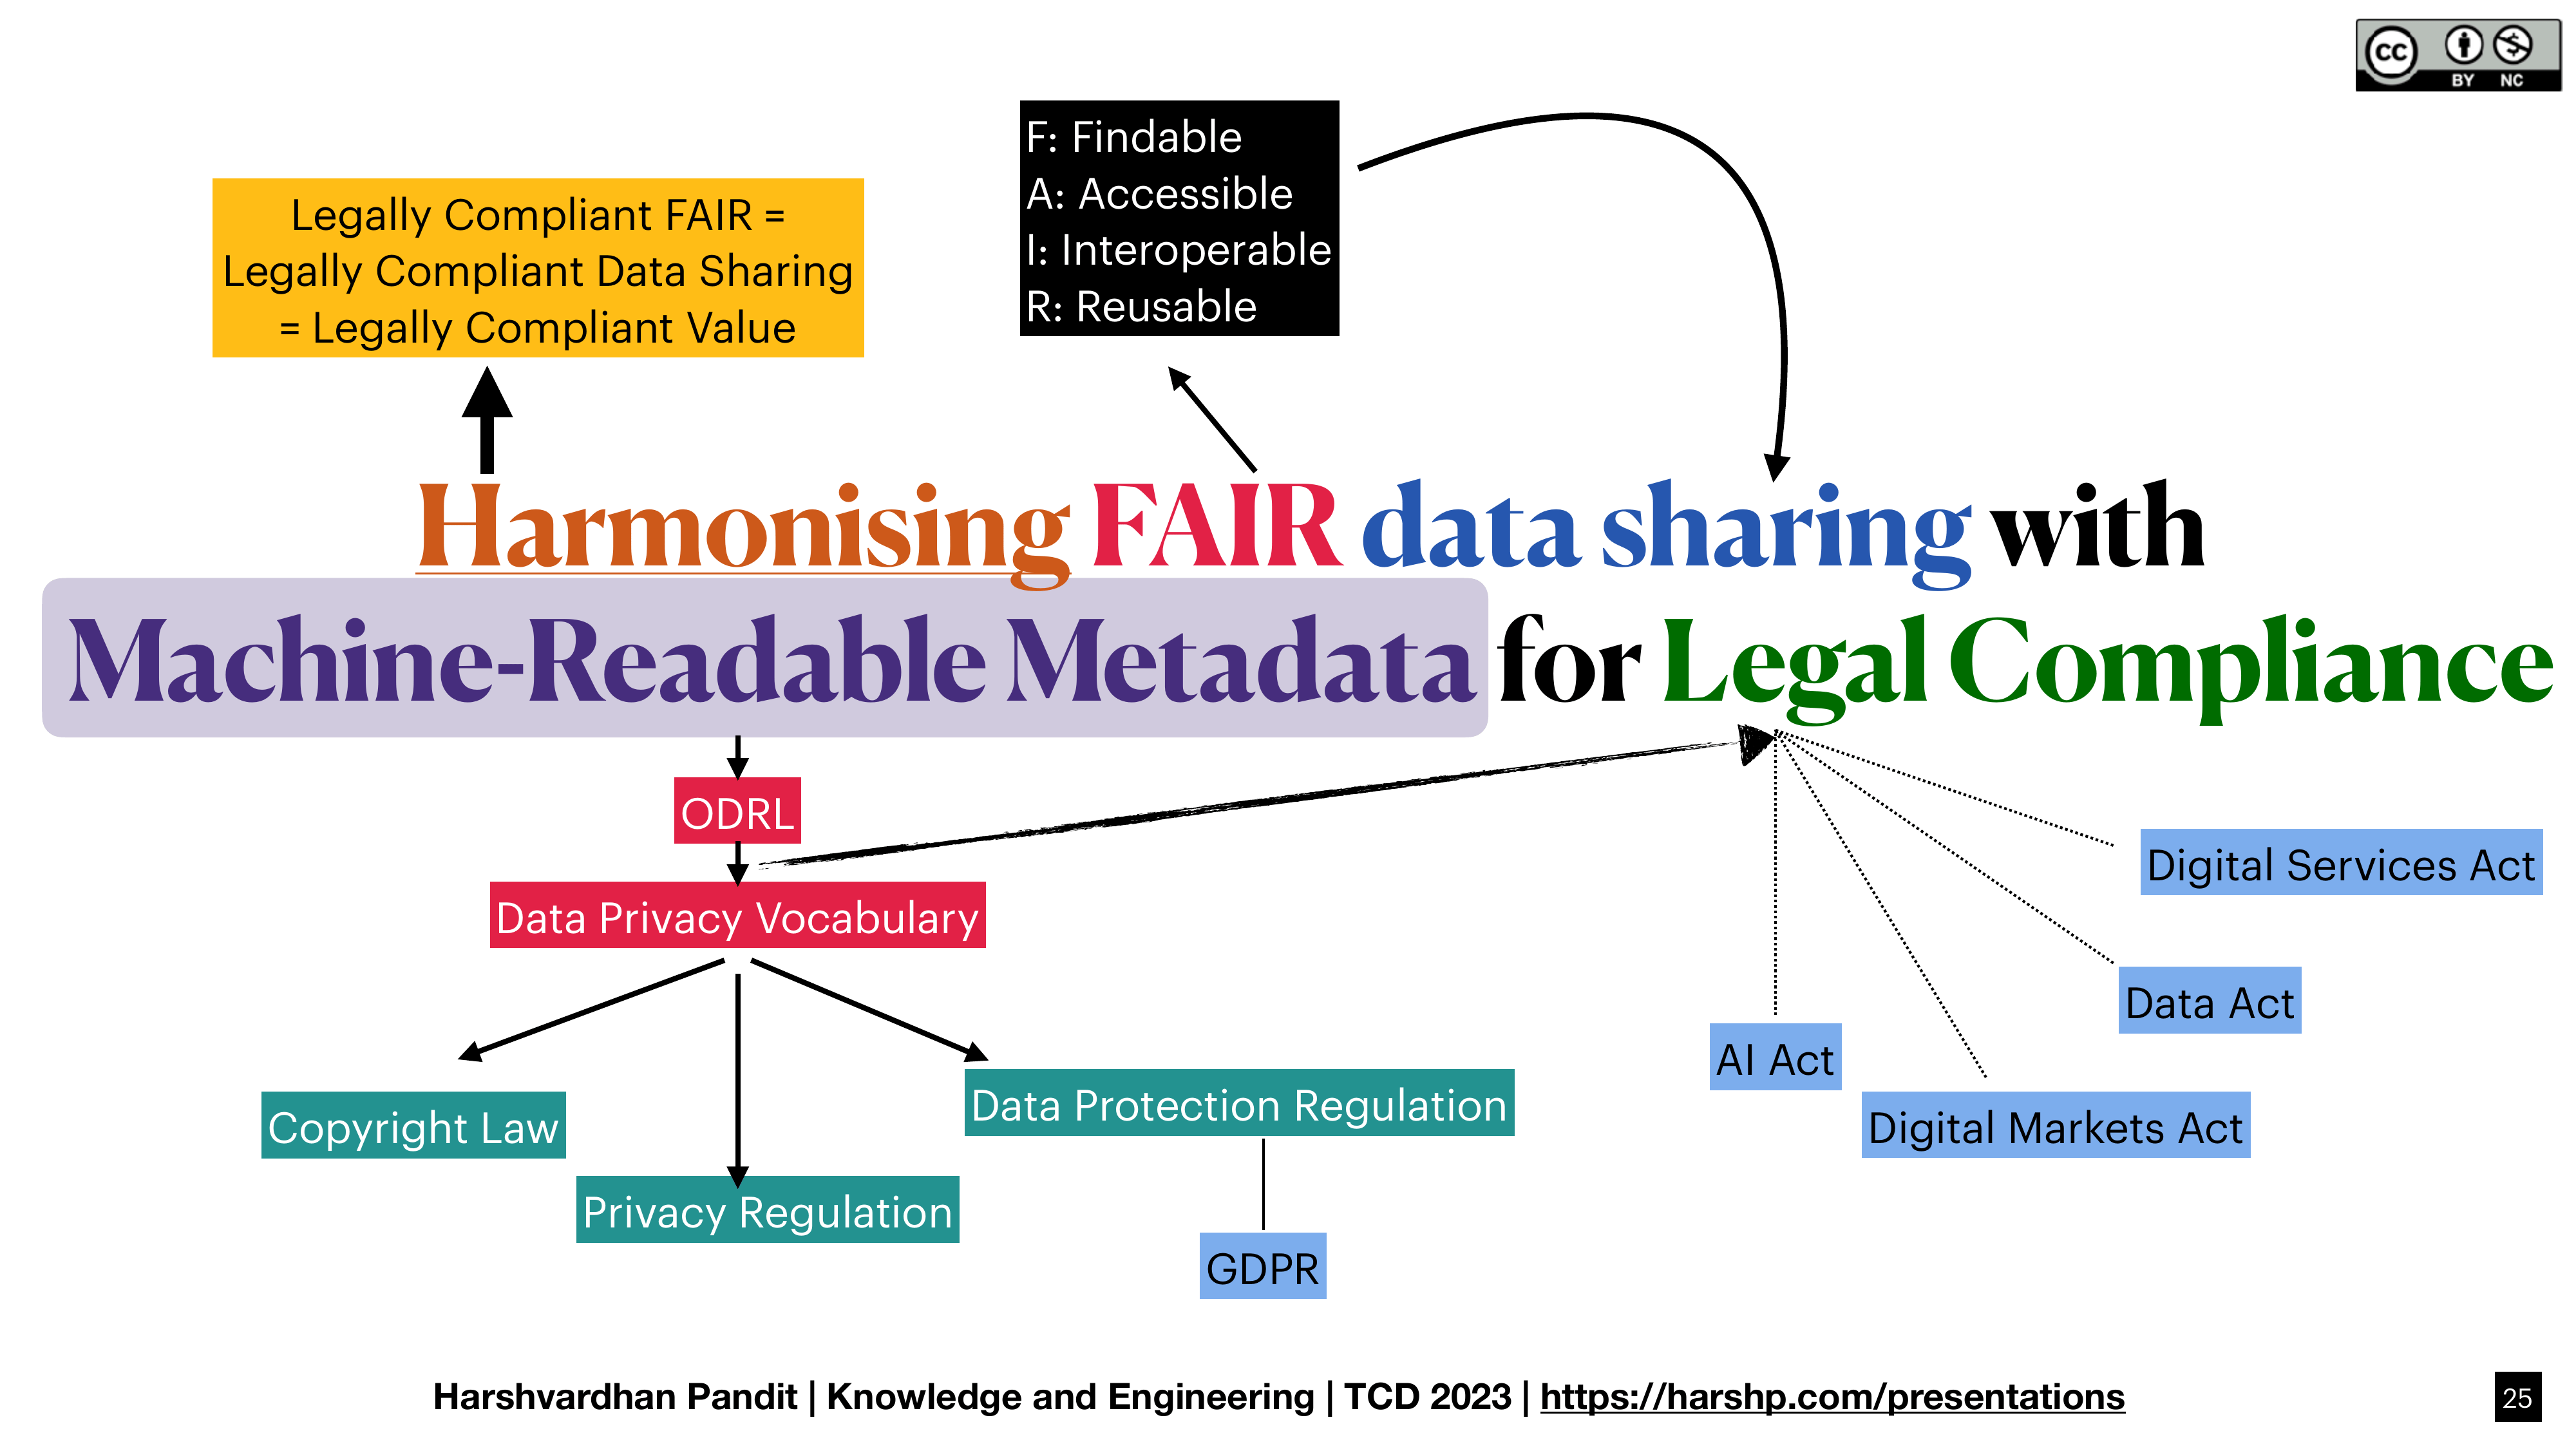 CC BY NC
F: Findable
A: Accessible
I: Interoperable
R: Reusable
Legally Compliant FAIR =
Legally Compliant Data Sharing
= Legally Compliant Value
Harmonising FAIR data sharing with
Machine-Readable Metadata for Legal Compliance
ODRL
Data Privacy Vocabulary
Copyright Law
Privacy Regulation
Data Protection Regulation
GDPR
Digital Services Act
Data Act
AI Act
Digital Markets Act
Harshvardhan Pandit | Knowledge and Engineering | TCD 2023 | https://harshp.com/presentations
25